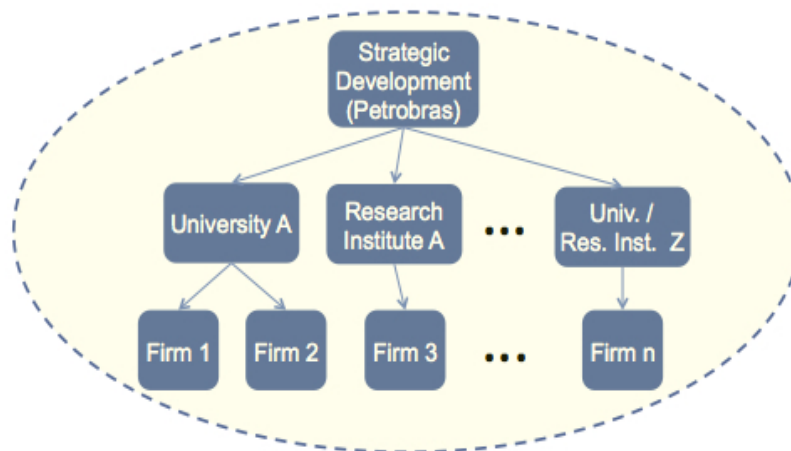 Strategic
Development
(Petrobras)
University A
Research
Institute A
...
Univ. /
Res. Inst. Z
Firm 1
Firm 2
Firm 3
...
Firm n